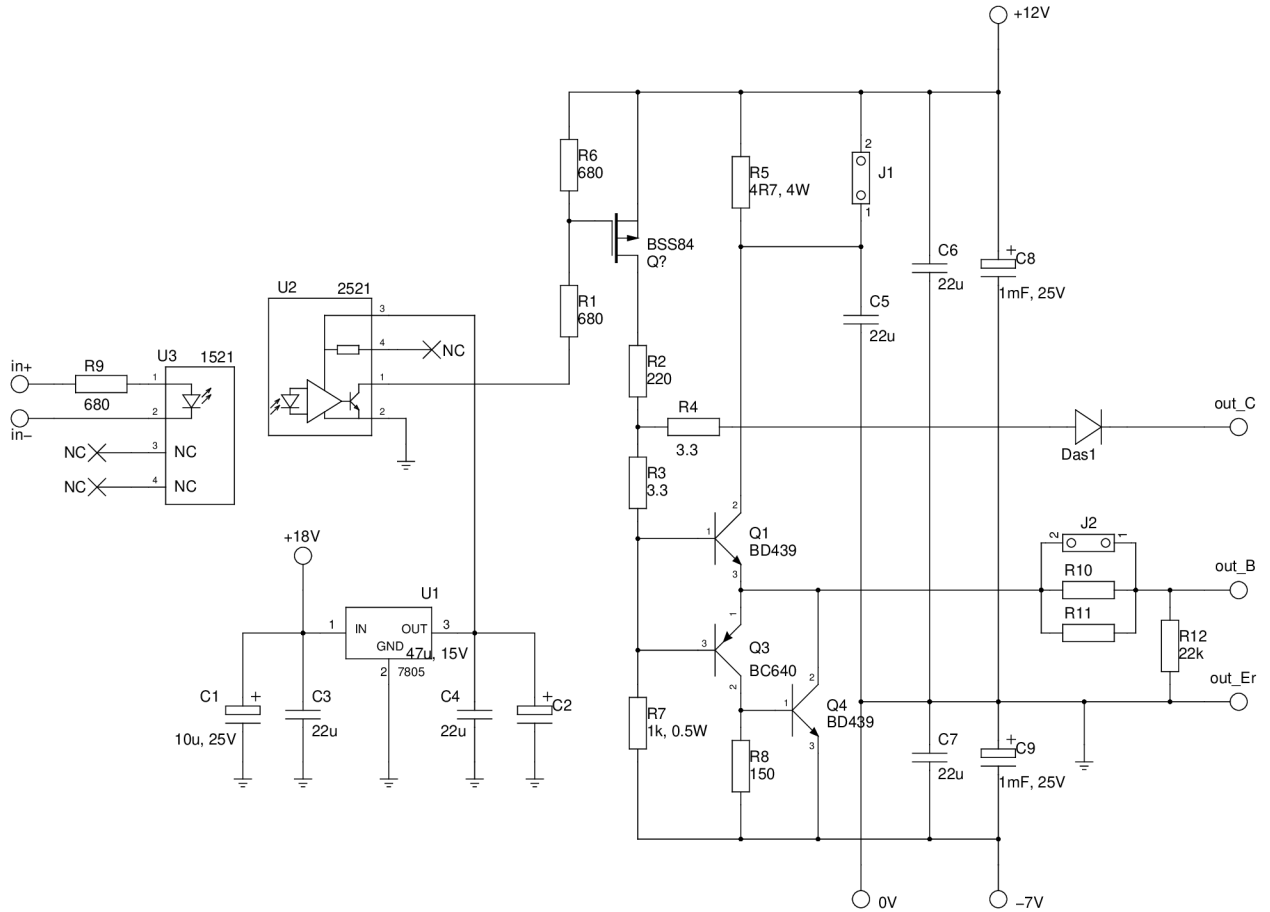 +12V
R6
680
R5
4R7, 4W
2
J1
1
BSS84
Q?
C6
22u
+
C8
1mF, 25V
U2
2521
3
4
NC
1
2
R1
680
C5
22u
U3
1521
in+
R9
680
1
in−
2
NC
3
NC
NC
4
NC
R2
220
R4
3.3
Das1
out_C
R3
3.3
+18V
2
1
Q1
BD439
3
J2
2
1
R10
R11
out_B
U1
1
IN
OUT
3
GND
47u, 15V
2
7805
1
3
Q3
BC640
2
R12
22k
out_Er
C1
+
10u, 25V
C3
22u
C4
22u
+
C2
R7
1k, 0.5W
R8
150
2
1
Q4
BD439
3
C7
22u
+
C9
1mF, 25V
0V
−7V